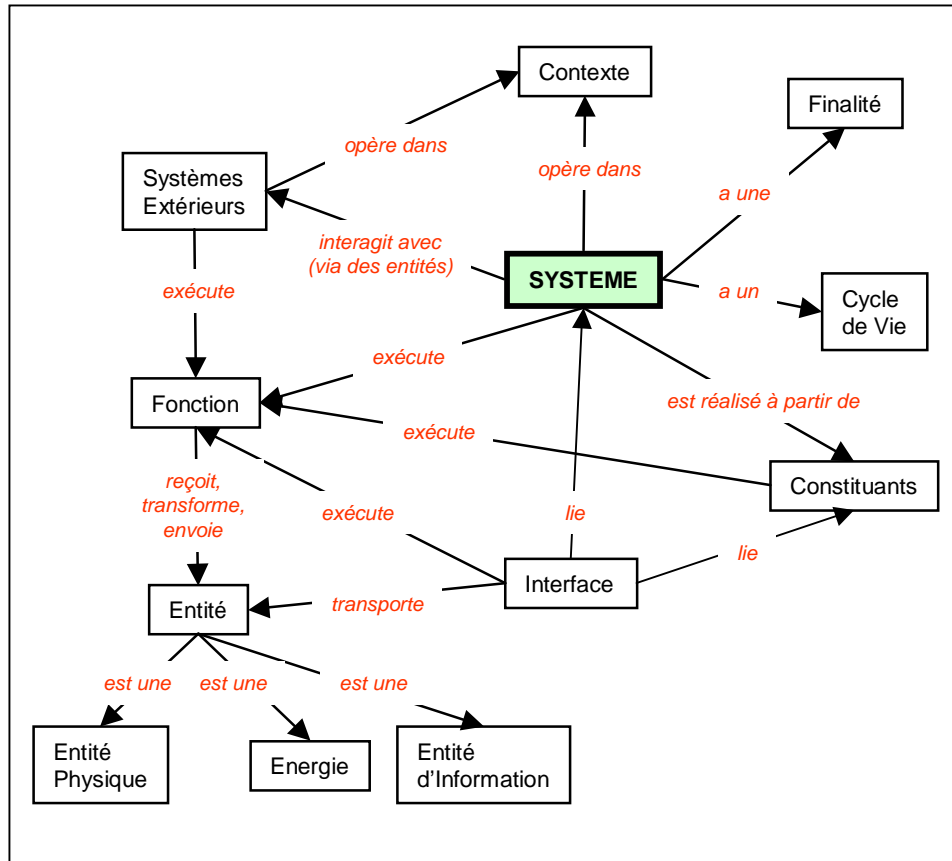 Contexte
Finalité
opère dans
Systèmes
Extérieurs
opère dans
a une
interagit avec
(via des entités)
SYSTEME
exécute
a un
Cycle
de Vie
exécute
Fonction
est réalisé à partir de
exécute
reçoit,
transforme,
envoie
Constituants
exécute
lie
lie
Interface
Entité
transporte
est une
est une
est une
Entité
Physique
Energie
Entité
d'Information